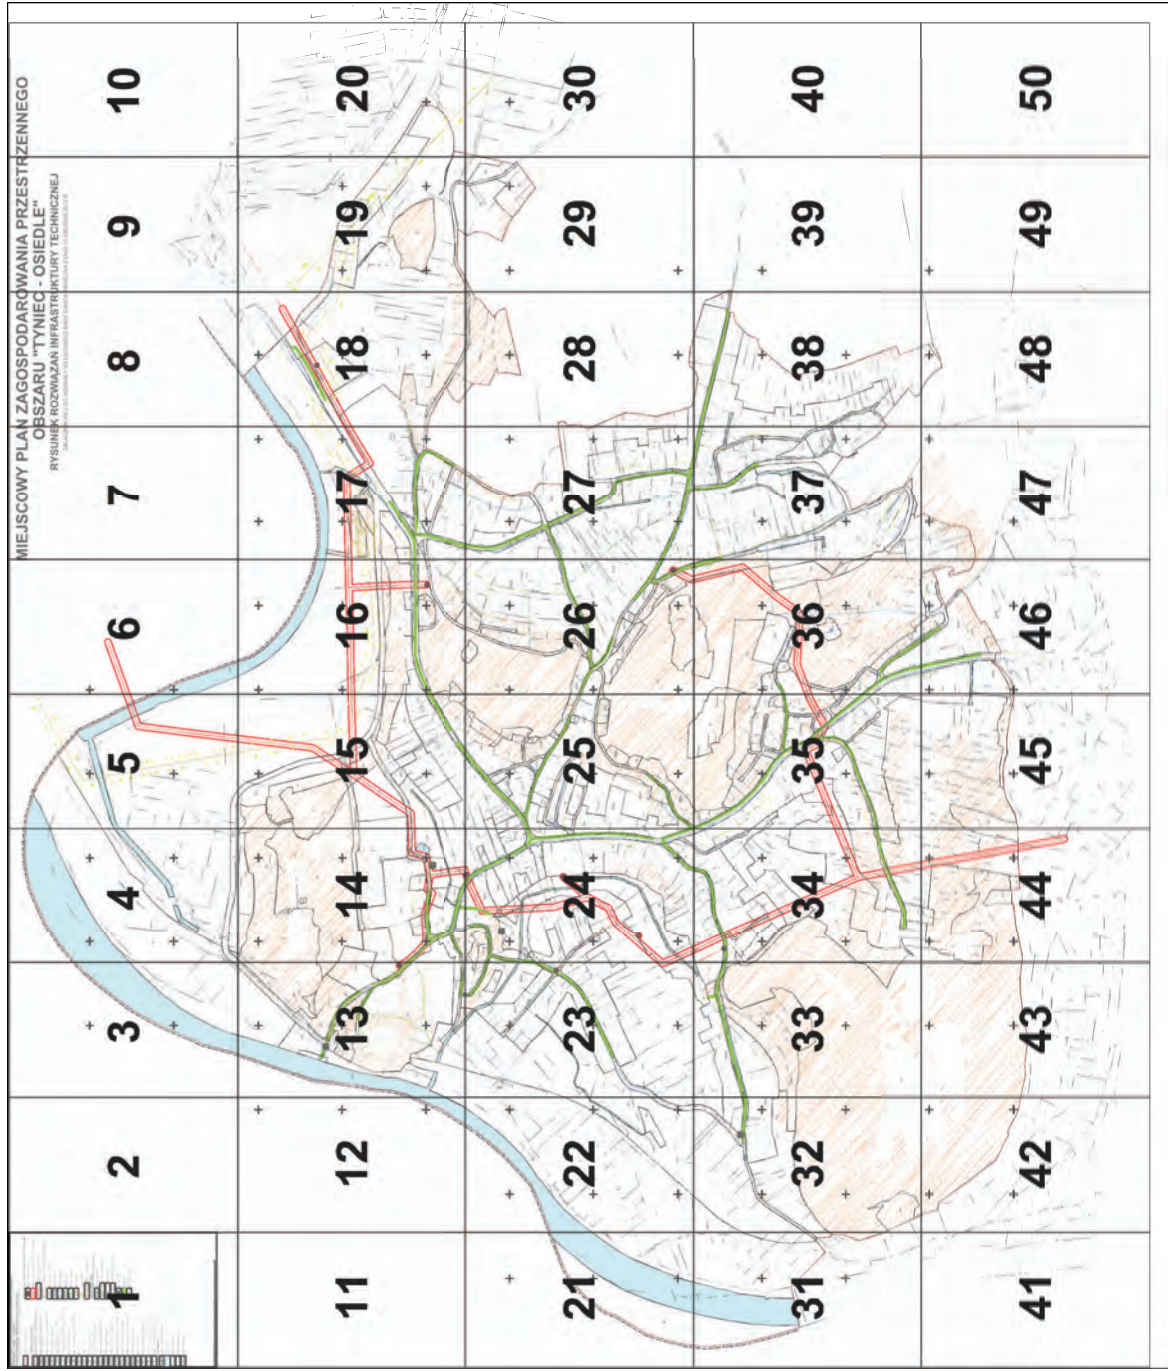 MIEJSCOWY PLAN ZAGOSPODAROWANIA PRZESTRZENNEGO
OBSZARU "TYNIEC - OSIEDLE"
RYSUNEK ROZWIĄZAŃ INFRASTRUKTURY TECHNICZNEJ
1 2 3 4 5 6 7 8 9 10
11 12 13 14 15 16 17 18 19 20
21 22 23 24 25 26 27 28 29 30
31 32 33 34 35 36 37 38 39 40
41 42 43 44 45 46 47 48 49 50